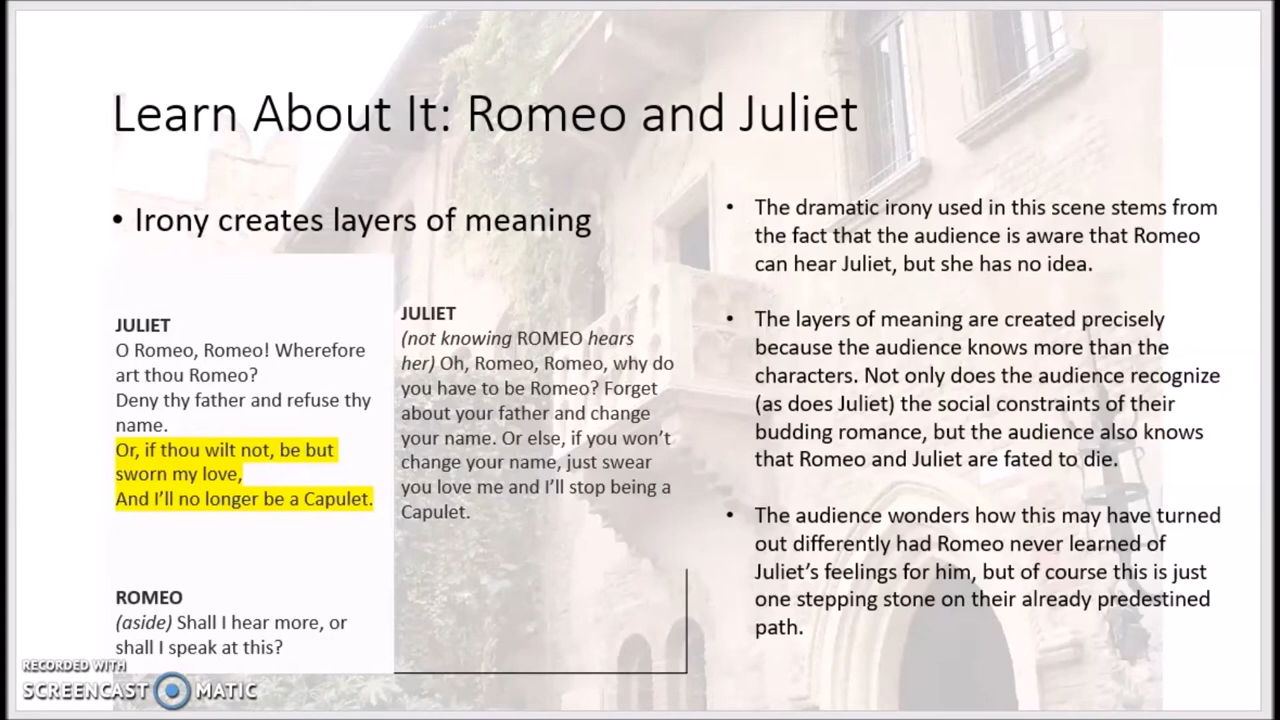 Learn About It: Romeo and Juliet
• Irony creates layers of meaning
JULIET
O Romeo, Romeo! Wherefore
art thou Romeo?
Deny thy father and refuse thy
name.
Or, if thou wilt not, be but
sworn my love,
And I’ll no longer be a Capulet.
ROMEO
(aside) Shall I hear more, or
shall I speak at this?
JULIET
(not knowing ROMEO hears
her) Oh, Romeo, Romeo, why do
you have to be Romeo? Forget
about your father and change
your name. Or else, if you won’t
change your name, just swear
you love me and I’ll stop being a
Capulet.
• The dramatic irony used in this scene stems from
the fact that the audience is aware that Romeo
can hear Juliet, but she has no idea.
• The layers of meaning are created precisely
because the audience knows more than the
characters. Not only does the audience recognize
(as does Juliet) the social constraints of their
budding romance, but the audience also knows
that Romeo and Juliet are fated to die.
• The audience wonders how this may have turned
out differently had Romeo never learned of
Juliet’s feelings for him, but of course this is just
one stepping stone on their already predestined
path.
RECORDED WITH
SCREENCAST MATIC